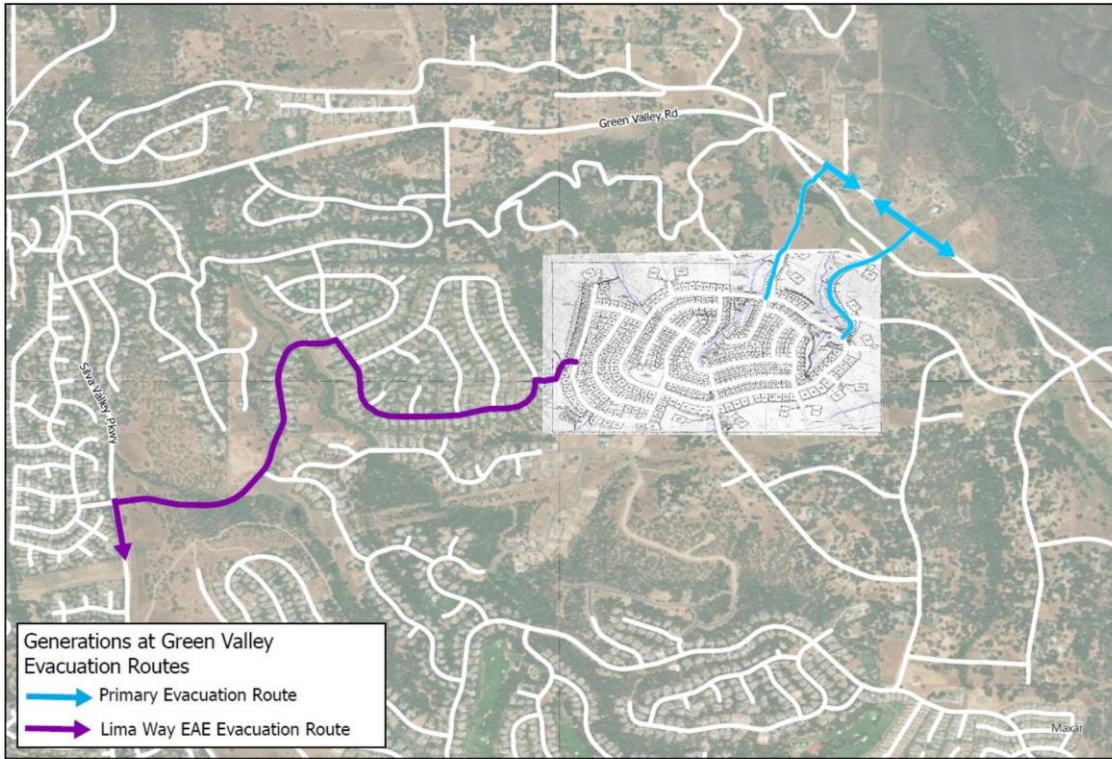 Green Valley Rd
Silva Valley Pkwy
Generations at Green Valley
Evacuation Routes
Primary Evacuation Route
Lima Way EAE Evacuation Route
Maxar